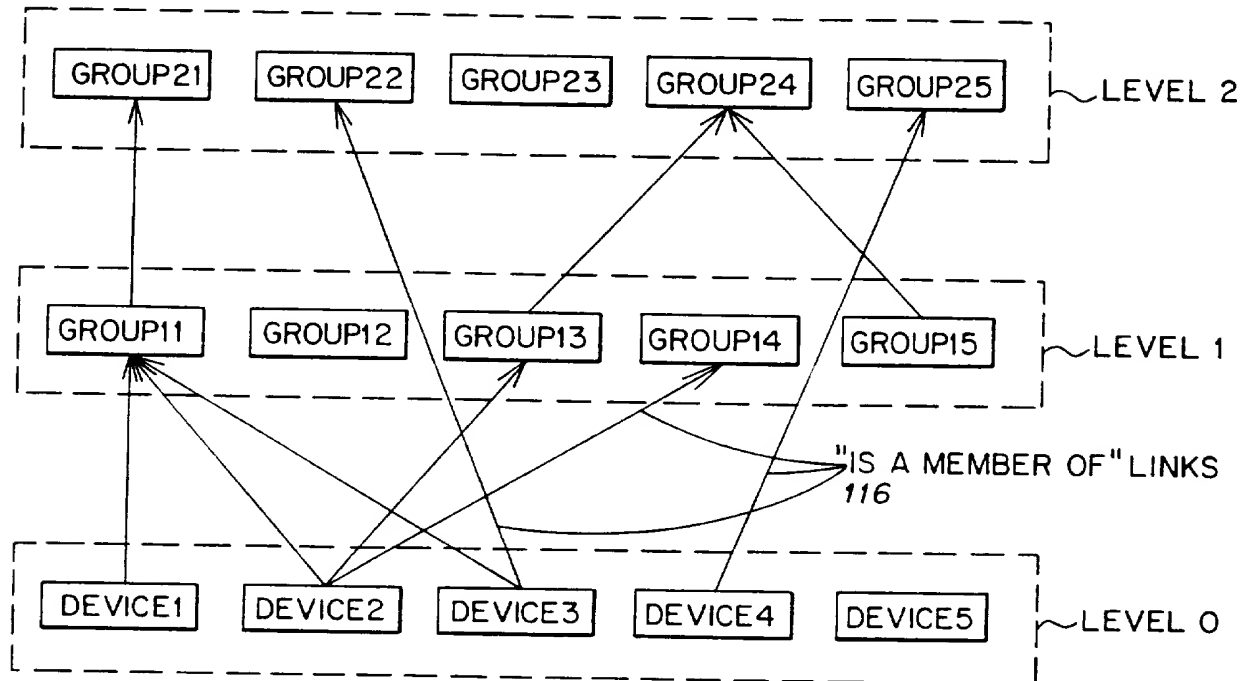 GROUP21 GROUP22 GROUP23 GROUP24 GROUP25
LEVEL 2
GROUP11 GROUP12 GROUP13 GROUP14 GROUP15
LEVEL 1
"IS A MEMBER OF" LINKS
116
DEVICE1 DEVICE2 DEVICE3 DEVICE4 DEVICE5
LEVEL 0